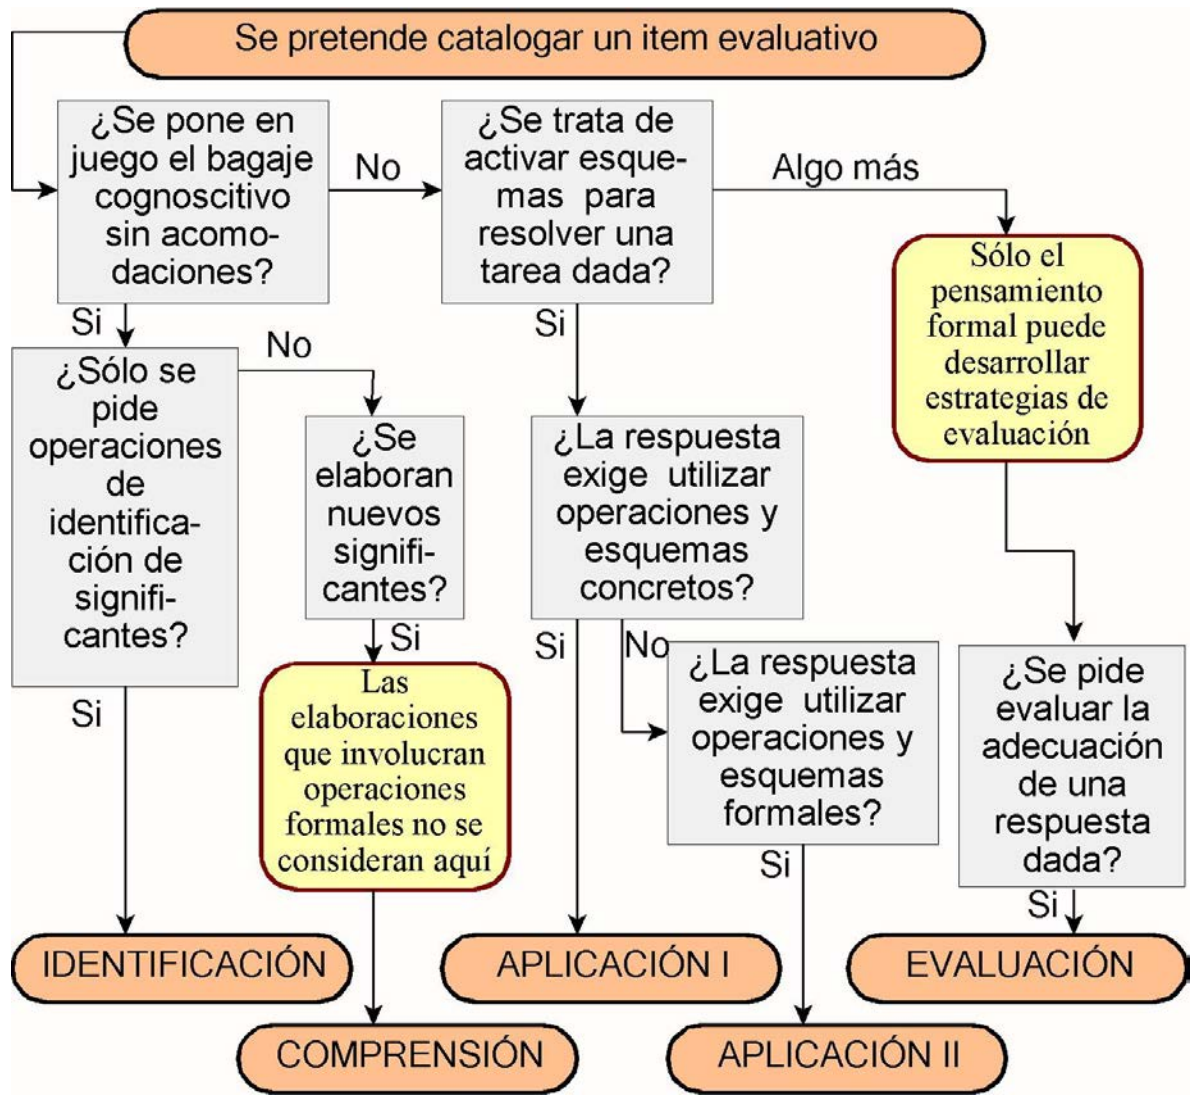 Se pretende catalogar un item evaluativo
¿Se pone en
juego el bagaje
cognoscitivo
sin acomo-
daciones?
No
¿Se trata de
activar esque-
mas para
resolver una
tarea dada?
Algo más
Sólo el
pensamiento
formal puede
desarrollar
estrategias de
evaluación
Si
¿Sólo se
pide
operaciones
de
identifica-
ción de
signifi-
cantes?
No
¿Se
elaboran
nuevos
signifi-
cantes?
Si
¿La respuesta
exige utilizar
operaciones y
esquemas
concretos?
Si
Las
elaboraciones
que involucran
operaciones
formales no se
consideran aquí
Si
No
¿La respuesta
exige utilizar
operaciones y
esquemas
formales?
¿Se pide
evaluar la
adecuación
de una
respuesta
dada?
Si
Si
Si
IDENTIFICACIÓN
APLICACIÓN I
EVALUACIÓN
COMPRENSIÓN
APLICACIÓN II